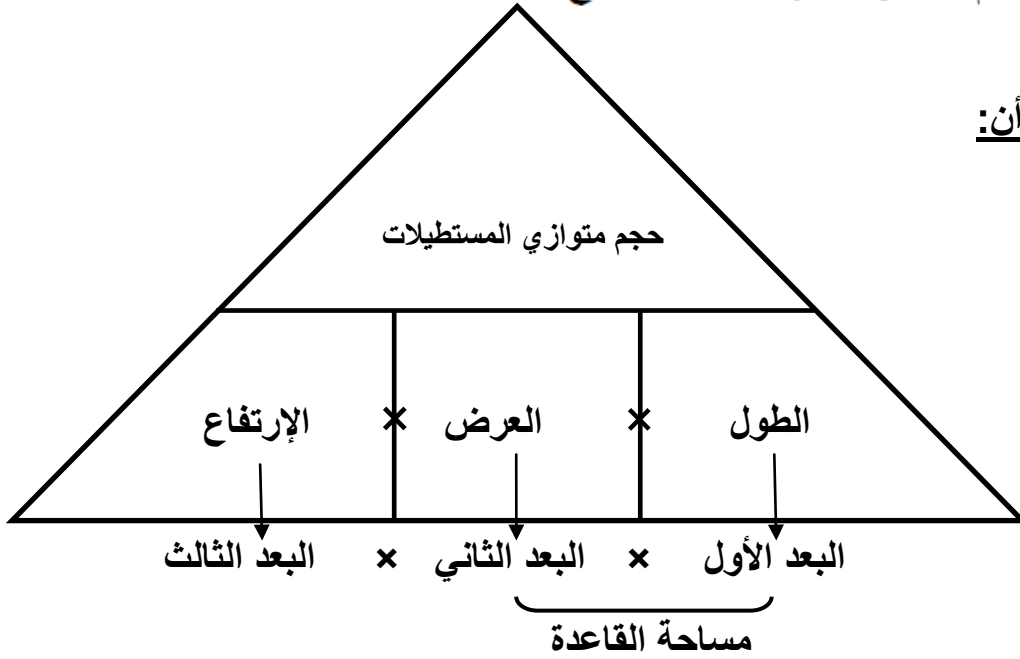 أن:
حجم متوازي المستطيلات
الطول × العرض × الإرتفاع
البعد الأول × البعد الثاني × البعد الثالث
مساحة القاعدة